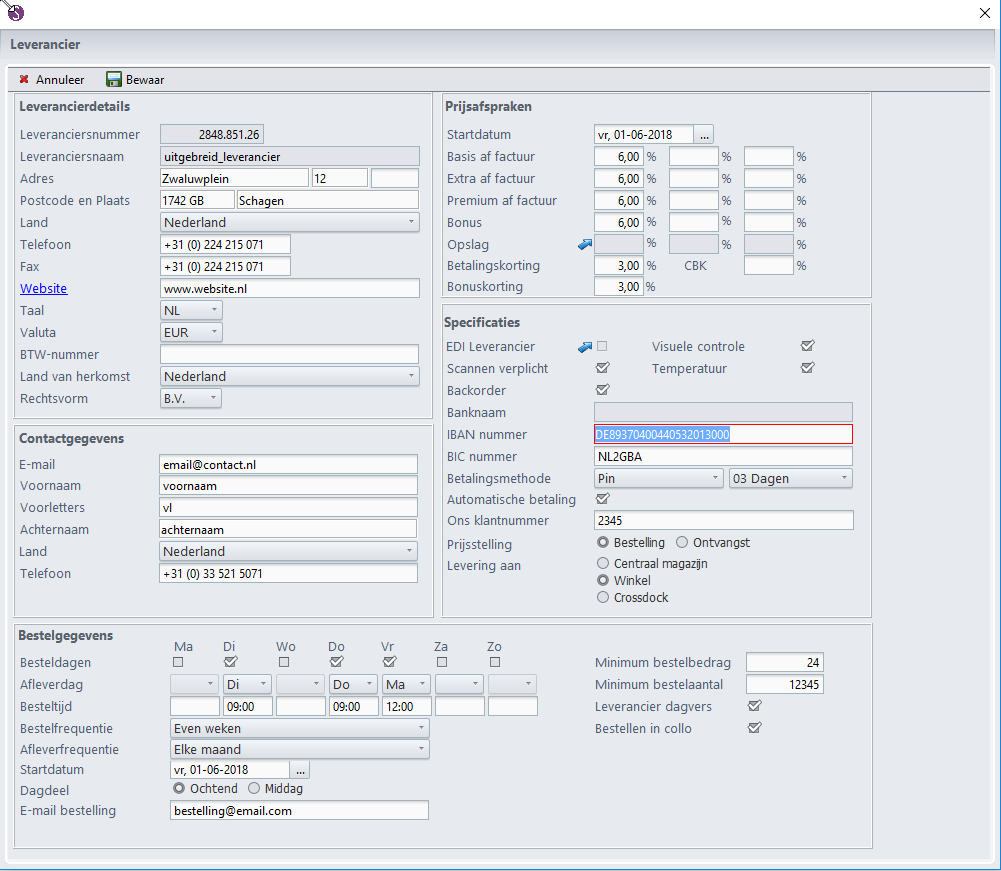 Leverancier
Annuleer Bewaar
Leverancierdetails
Leveranciersnummer 2848.851.26
Leveranciersnaam uitgebreid_leverancier
Adres Zwaluwplein 12
Postcode en Plaats 1742 GB Schagen
Land Nederland
Telefoon +31 (0) 224 215 071
Fax +31 (0) 224 215 071
Website www.website.nl
Taal NL
Valuta EUR
BTW-nummer
Land van herkomst Nederland
Rechtsvorm B.V.
Contactgegevens
E-mail email@contact.nl
Voornaam voornaam
Voorletters vl
Achternaam achternaam
Land Nederland
Telefoon +31 (0) 33 521 5071
Prijsafspraken
Startdatum vr, 01-06-2018 ...
Basis af factuur 6,00 % % %
Extra af factuur 6,00 % % %
Premium af factuur 6,00 % % %
Bonus 6,00 % % %
Opslag % % %
Betalingskorting 3,00 % CBK %
Bonuskorting 3,00 %
Specificaties
EDI Leverancier Visuele controle
Scannen verplicht Temperatuur
Backorder
Banknaam
IBAN nummer DE89370400440532013000
BIC nummer NL2GBA
Betalingsmethode Pin 03 Dagen
Automatische betaling
Ons klantnummer 2345
Prijsstelling Bestelling Ontvangst
Levering aan Centraal magazijn
Winkel
Crossdock
Bestelgegevens
Ma Di Wo Do Vr Za Zo
Besteldagen
Afleverdag Di Do Ma
Besteltijd 09:00 09:00 12:00
Bestelfrequentie Even weken
Afleverfrequentie Elke maand
Startdatum vr, 01-06-2018 ...
Dagdeel Ochtend Middag
E-mail bestelling bestelling@email.com
Minimum bestelbedrag 24
Minimum bestelaantal 12345
Leverancier dagvers
Bestellen in collo